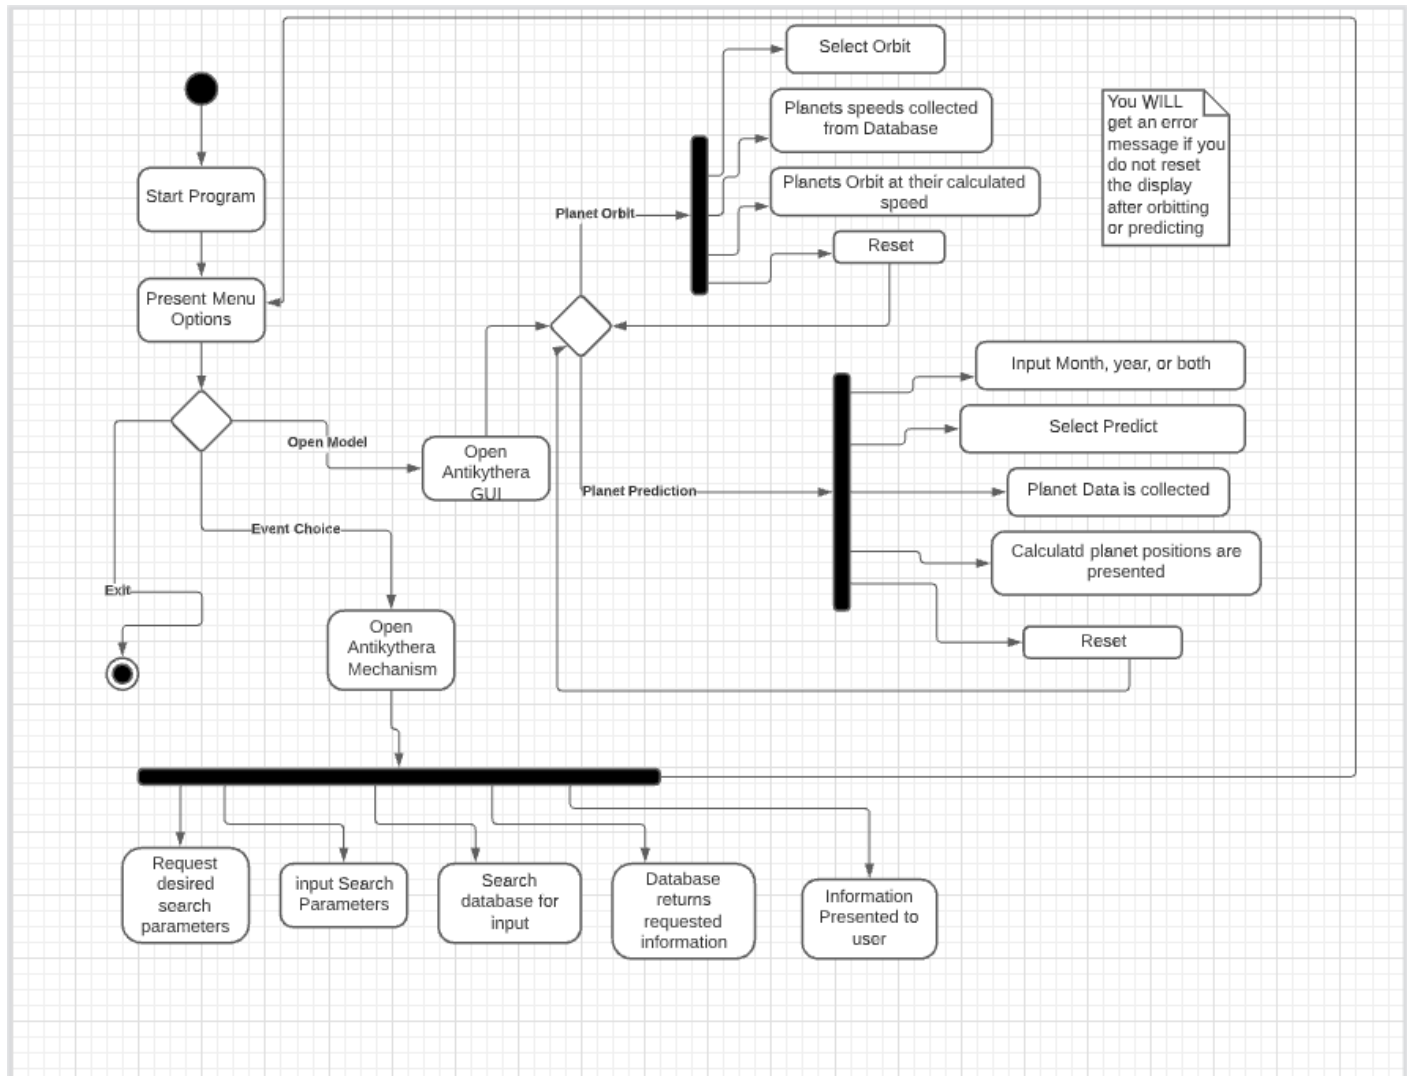 Select Orbit
Planets speeds collected
from Database
You WILL
get an error
message if you
do not reset
the display
after orbitting
or predicting
Start Program
Planets Orbit at their calculated
speed
Planet Orbit
Reset
Present Menu
Options
Input Month, year, or both
Select Predict
Open Model
Open
Antikythera
GUI
Planet Prediction
Planet Data is collected
Event Choice
Calculatd planet positions are
presented
Exit
Open
Antikythera
Mechanism
Reset
Request
desired
search
parameters
input Search
Parameters
Search
database for
input
Database
returns
requested
information
Information
Presented to
user